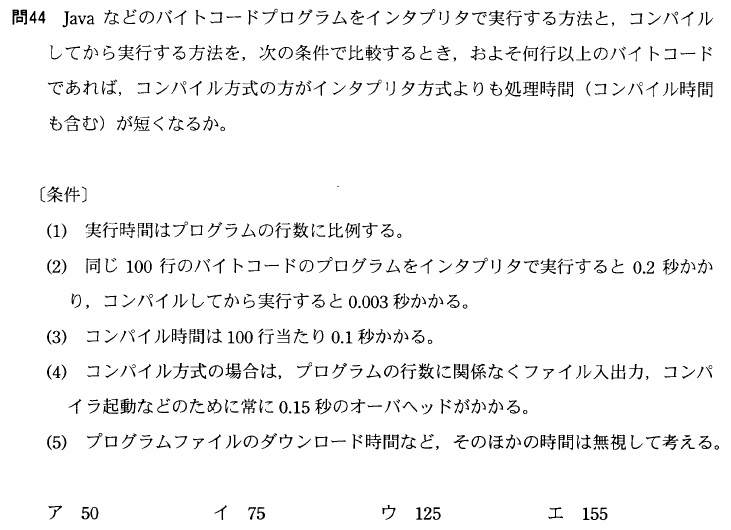 問44 Java などのバイトコードプログラムをインタプリタで実行する方法と，コンパイル
してから実行する方法を，次の条件で比較するとき，およそ何行以上のバイトコード
であれば，コンパイル方式の方がインタプリタ方式よりも処理時間（コンパイル時間
も含む）が短くなるか。
〔条件〕
(1) 実行時間はプログラムの行数に比例する。
(2) 同じ 100 行のバイトコードのプログラムをインタプリタで実行すると 0.2 秒かか
り，コンパイルしてから実行すると 0.003 秒かかる。
(3) コンパイル時間は 100 行当たり 0.1 秒かかる。
(4) コンパイル方式の場合は，プログラムの行数に関係なくファイル入出力，コンパ
イラ起動などのために常に 0.15 秒のオーバヘッドがかかる。
(5) プログラムファイルのダウンロード時間など，そのほかの時間は無視して考える。
ア 50 イ 75 ウ 125 エ 155